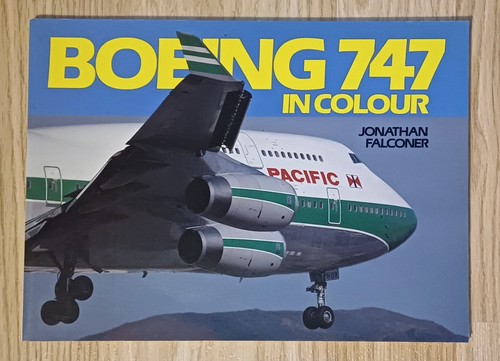 BOEING 747
IN COLOUR
JONATHAN
FALCONER
PACIFIC